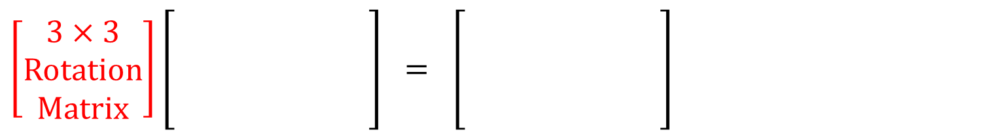 3 × 3
Rotation
Matrix
=